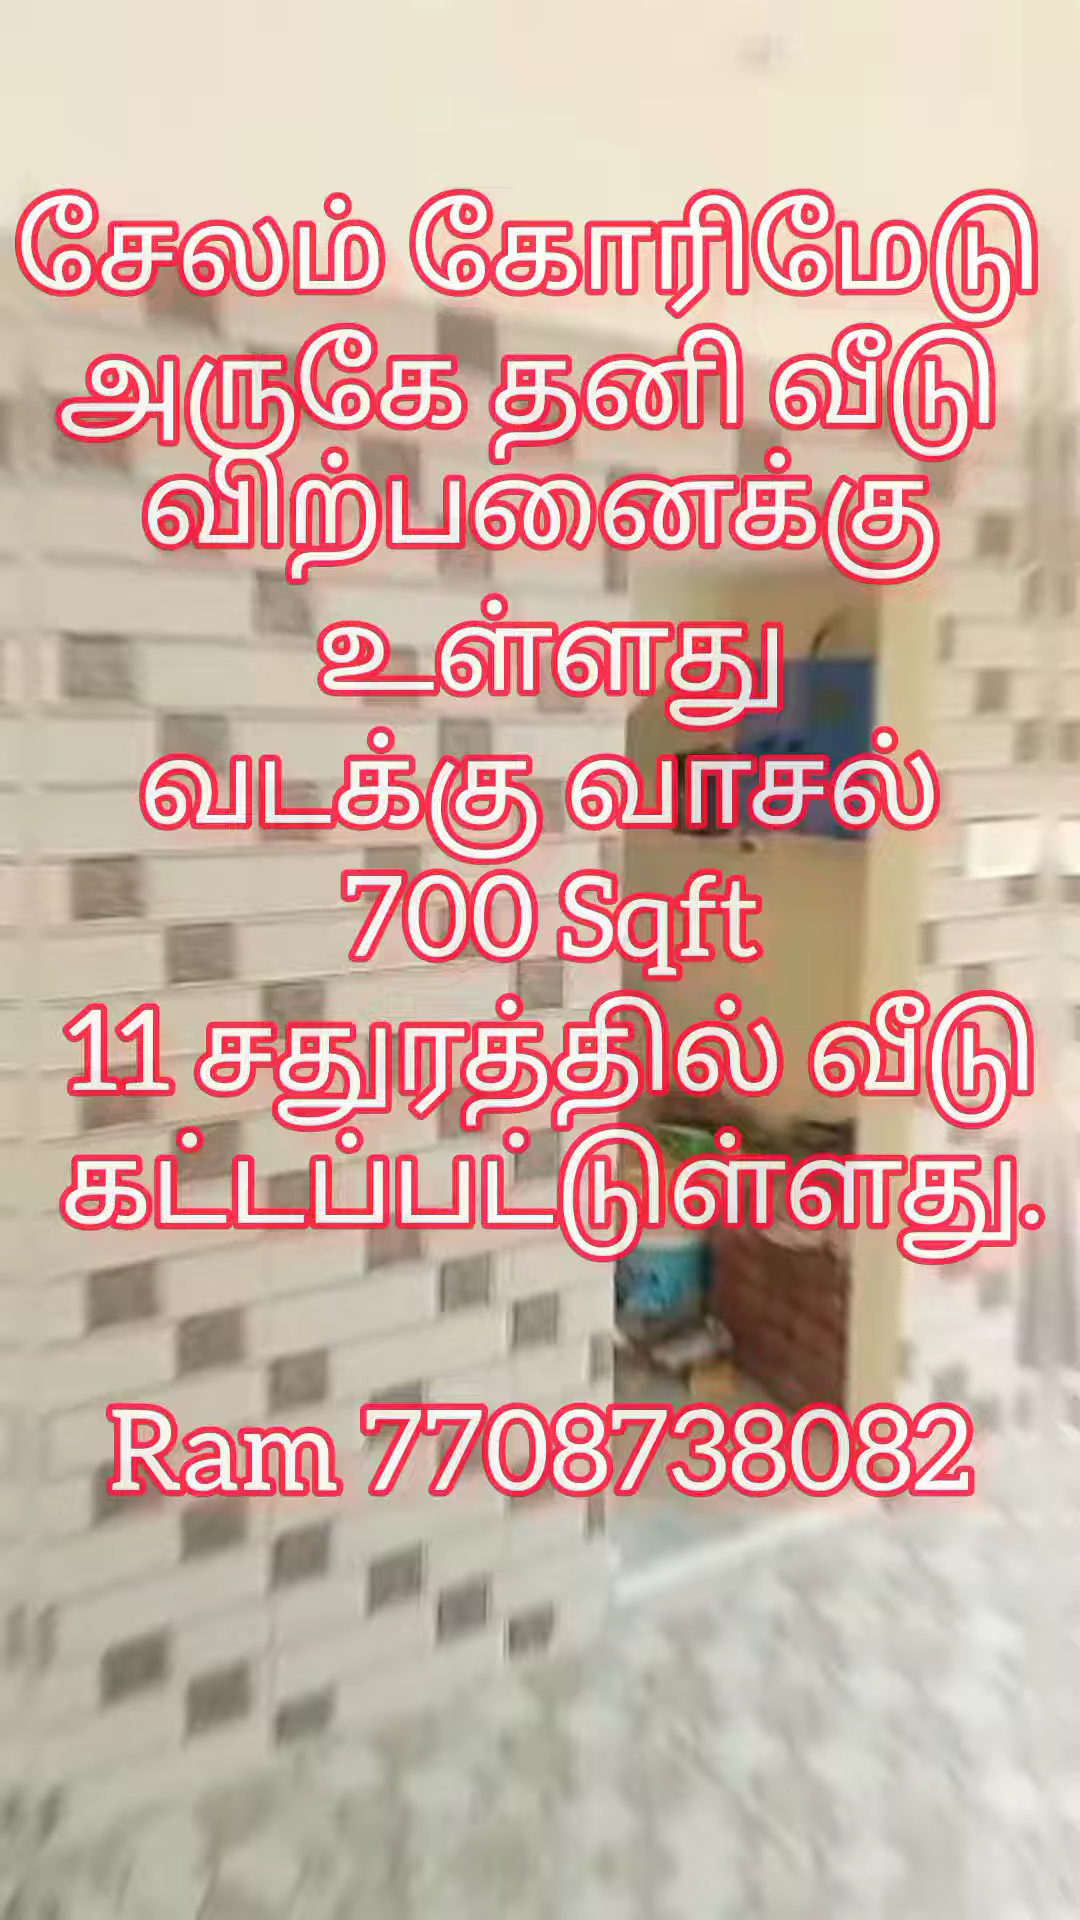 சேலம் கோரிமேடு
அருகே தனி வீடு
விற்பனைக்கு
உள்ளது
வடக்கு வாசல்
700 Sqft
11 சதுரத்தில் வீடு
கட்டப்பட்டுள்ளது.
Ram 7708738082